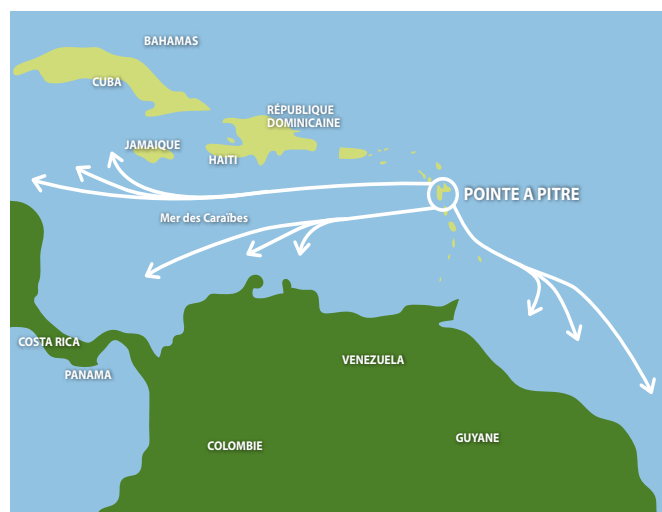 BAHAMAS
CUBA
RÉPUBLIQUE
DOMINICAINE
JAMAIQUE
HAITI
POINTE A PITRE
Mer des Caraïbes
COSTA RICA
VENEZUELA
PANAMA
GUYANE
COLOMBIE